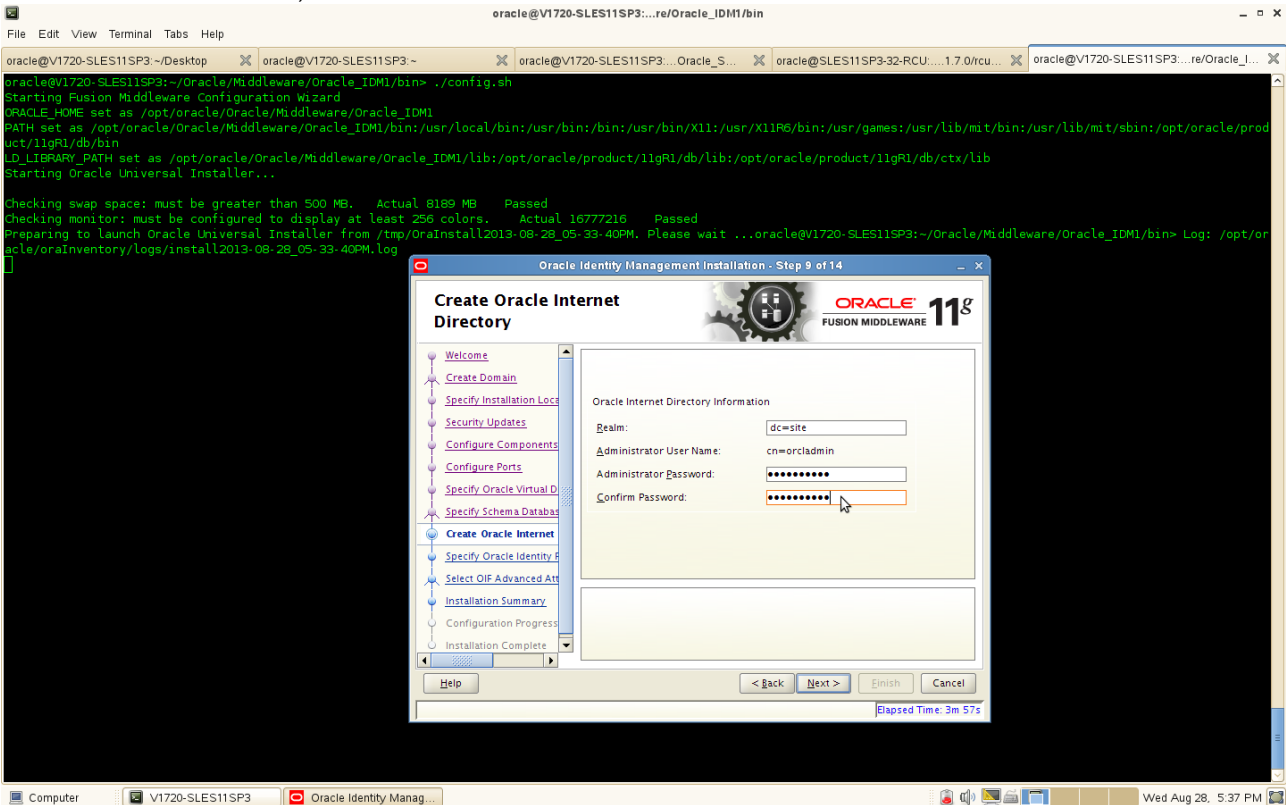 oracle@V1720-SLES11SP3:...re/Oracle_IDM1/bin
File Edit View Terminal Tabs Help
oracle@V1720-SLES11SP3:~/Desktop
oracle@V1720-SLES11SP3:~
oracle@V1720-SLES11SP3:...Oracle_S...
oracle@SLES11SP3-32-RCU:....1.7.0/rcu...
oracle@V1720-SLES11SP3:...re/Oracle_I...
oracle@V1720-SLES11SP3:~/Oracle/Middleware/Oracle_IDM1/bin> ./config.sh
Starting Fusion Middleware Configuration Wizard
ORACLE_HOME set as /opt/oracle/Oracle/Middleware/Oracle_IDM1
PATH set as /opt/oracle/Oracle/Middleware/Oracle_IDM1/bin:/usr/local/bin:/usr/bin:/bin:/usr/bin/X11:/usr/X11R6/bin:/usr/games:/usr/lib/mit/bin:/usr/lib/mit/sbin:/opt/oracle/prod
uct/11gR1/db/bin
LD_LIBRARY_PATH set as /opt/oracle/Oracle/Middleware/Oracle_IDM1/lib:/opt/oracle/product/11gR1/db/lib:/opt/oracle/product/11gR1/db/ctx/lib
Starting Oracle Universal Installer...
Checking swap space: must be greater than 500 MB. Actual 8189 MB Passed
Checking monitor: must be configured to display at least 256 colors. Actual 16777216 Passed
Preparing to launch Oracle Universal Installer from /tmp/OraInstall2013-08-28_05-33-40PM. Please wait ...oracle@V1720-SLES11SP3:~/Oracle/Middleware/Oracle_IDM1/bin> Log: /opt/or
acle/oraInventory/logs/install2013-08-28_05-33-40PM.log
Oracle Identity Management Installation - Step 9 of 14
Create Oracle Internet
Directory
ORACLE
FUSION MIDDLEWARE 11g
Welcome
Create Domain
Specify Installation Loca
Security Updates
Configure Components
Configure Ports
Specify Oracle Virtual D
Specify Schema Databas
Create Oracle Internet
Specify Oracle Identity F
Select OIF Advanced Att
Installation Summary
Configuration Progress
Installation Complete
Oracle Internet Directory Information
Realm: dc=site
Administrator User Name: cn=orcladmin
Administrator Password: ●●●●●●●●●●
Confirm Password: ●●●●●●●●●●
Help
< Back
Next >
Finish
Cancel
Elapsed Time: 3m 57s
Computer
V1720-SLES11SP3
Oracle Identity Manag...
Wed Aug 28, 5:37 PM